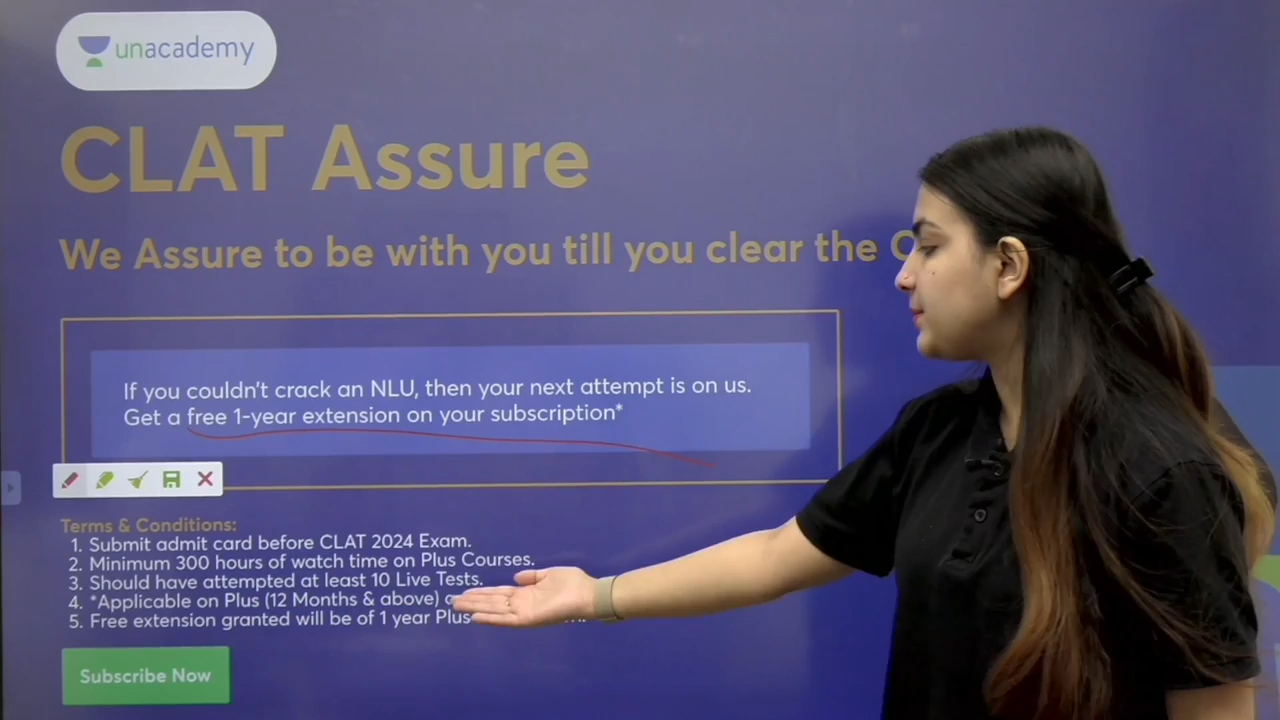 unacademy
CLAT Assure
We Assure to be with you till you clear the
If you couldn't crack an NLU, then your next attempt is on us.
Get a free 1-year extension on your subscription*
Terms & Conditions:
1. Submit admit card before CLAT 2024 Exam.
2. Minimum 300 hours of watch time on Plus Courses.
3. Should have attempted at least 10 Live Tests.
4. *Applicable on Plus (12 Months & above)
5. Free extension granted will be of 1 year Plus
Subscribe Now